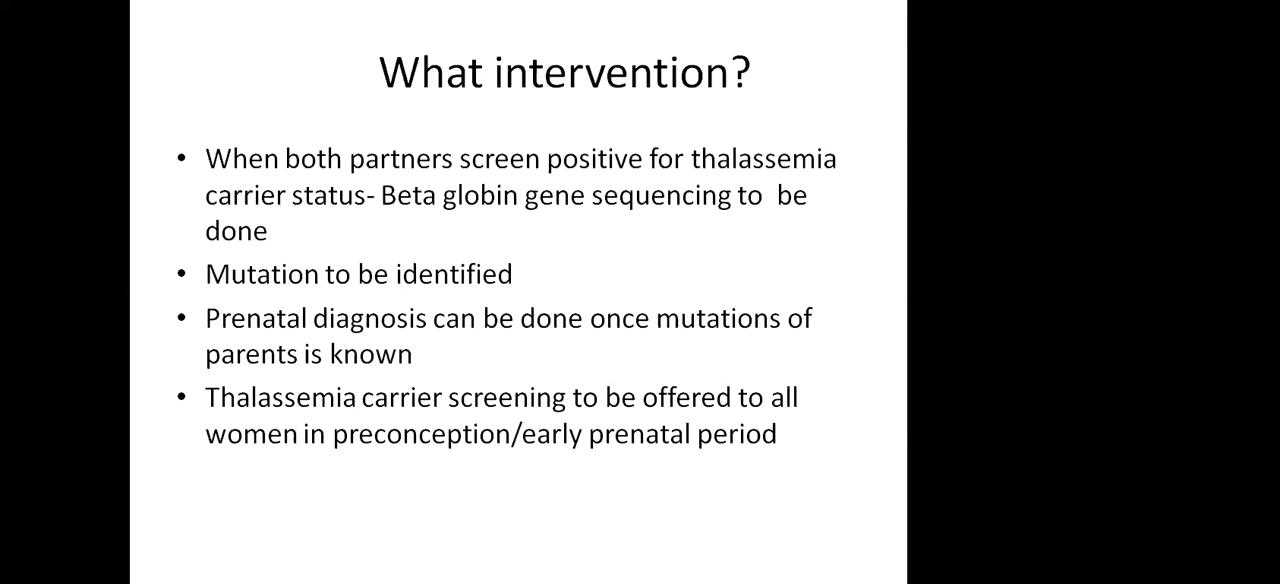 What intervention?
• When both partners screen positive for thalassemia
carrier status- Beta globin gene sequencing to  be
done
• Mutation to be identified
• Prenatal diagnosis can be done once mutations of
parents is known
• Thalassemia carrier screening to be offered to all
women in preconception/early prenatal period